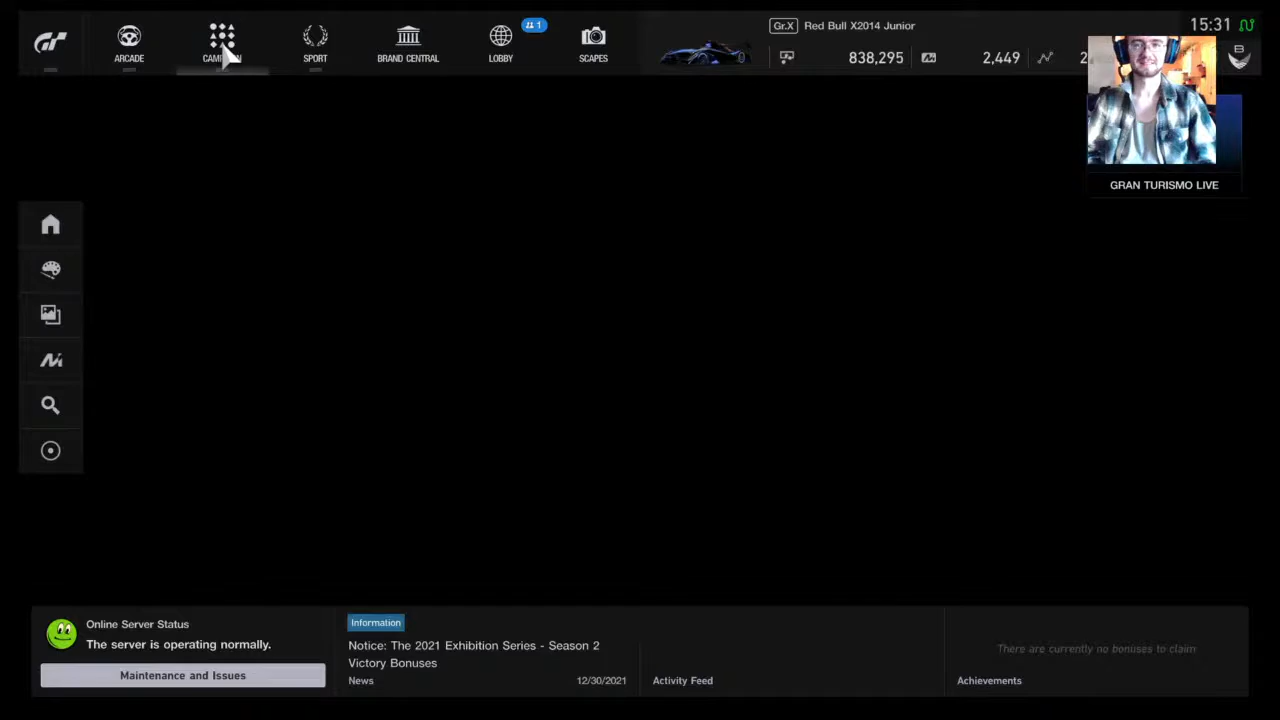 ARCADE
SPORT
BRAND CENTRAL
LOBBY
1
SCAPES
Gr.X Red Bull X2014 Junior
838,295
2,449
15:31
B
GRAN TURISMO LIVE
Online Server Status
The server is operating normally.
Maintenance and Issues
Information
Notice: The 2021 Exhibition Series - Season 2
Victory Bonuses
News 12/30/2021
Activity Feed
There are currently no bonuses to claim
Achievements